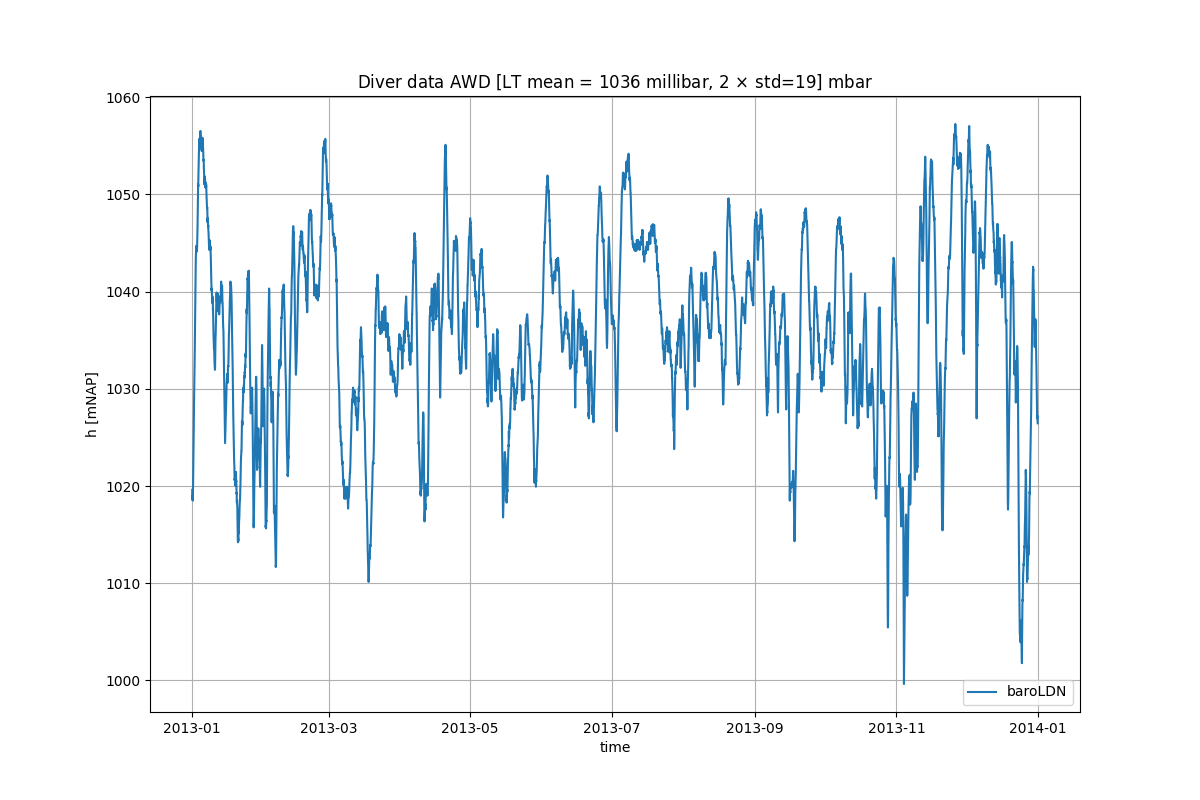 Diver data AWD [LT mean = 1036 millibar, 2 × std=19] mbar
1060
1050
1040
1030
1020
1010
1000
h [mNAP]
baroLDN
2013-01 2013-03 2013-05 2013-07 2013-09 2013-11 2014-01
time